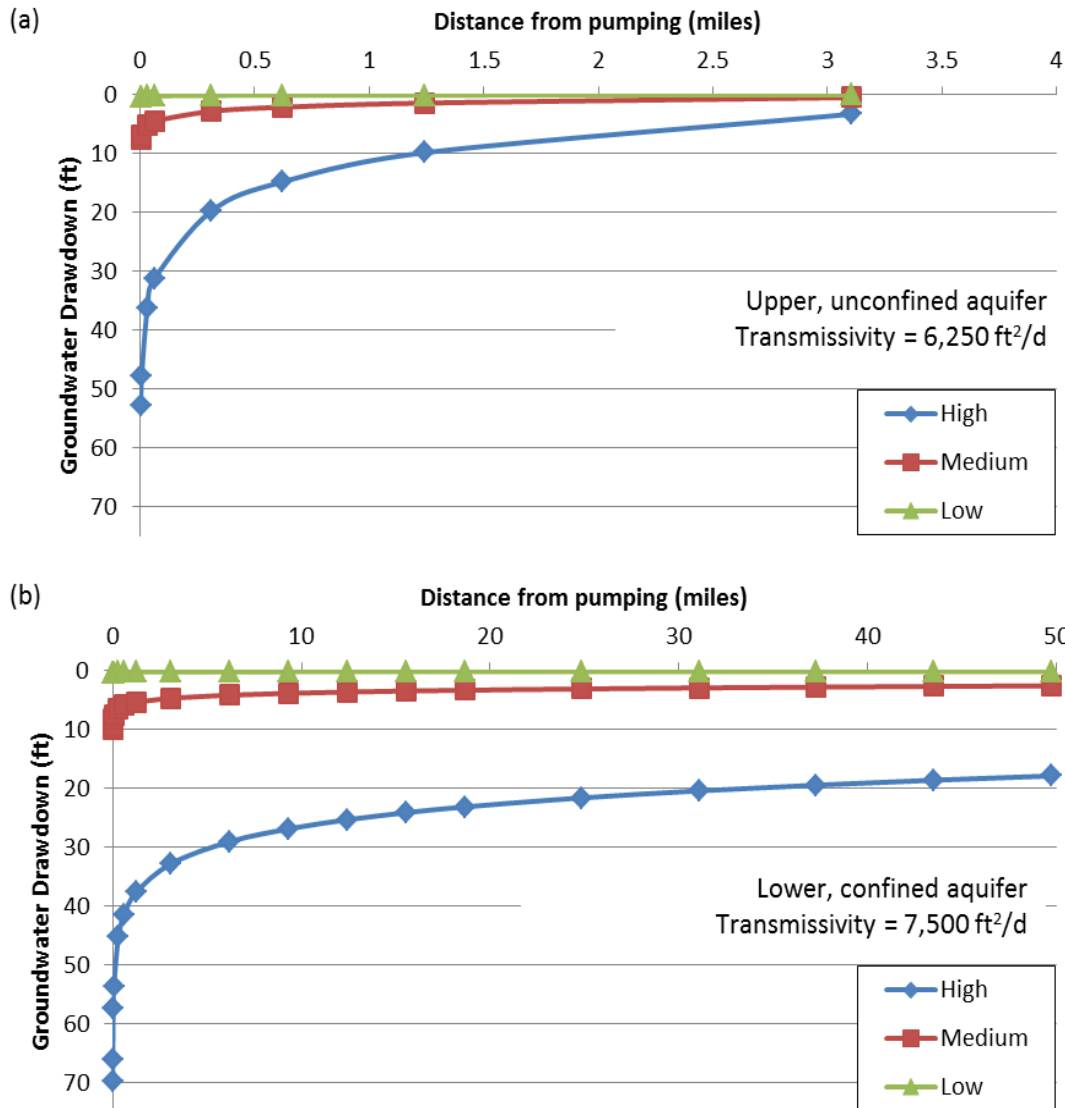 (a)
Distance from pumping (miles)
0 0.5 1 1.5 2 2.5 3 3.5 4
Groundwater Drawdown (ft)
0
10
20
30
40
50
60
70
Upper, unconfined aquifer
Transmissivity = 6,250 ft²/d
High
Medium
Low
(b)
Distance from pumping (miles)
0 10 20 30 40 50
Groundwater Drawdown (ft)
0
10
20
30
40
50
60
70
Lower, confined aquifer
Transmissivity = 7,500 ft²/d
High
Medium
Low